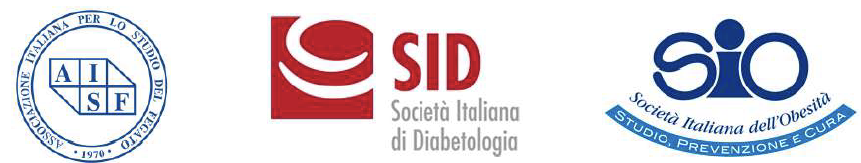 ASSOCIAZIONE ITALIANA PER LO STUDIO DEL FEGATO
A I
S F
· 1970 ·
SID
Società Italiana
di Diabetologia
SIO
Società Italiana dell'Obesità
STUDIO, PREVENZIONE E CURA